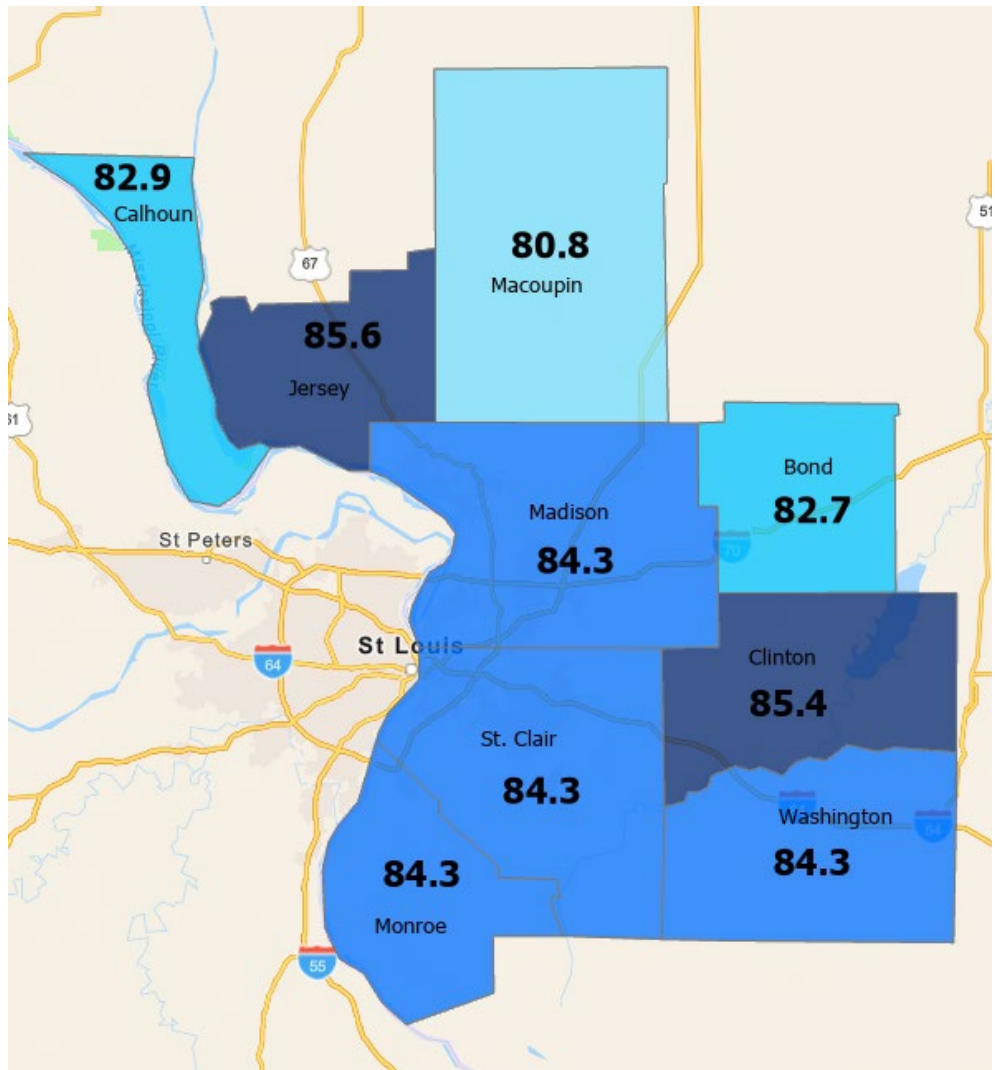 82.9
Calhoun
51
67
80.8
Macoupin
85.6
Jersey
Bond
82.7
Madison
84.3
70
St Peters
St Louis
64
Clinton
85.4
St. Clair
84.3
Washington
64
84.3
84.3
Monroe
55